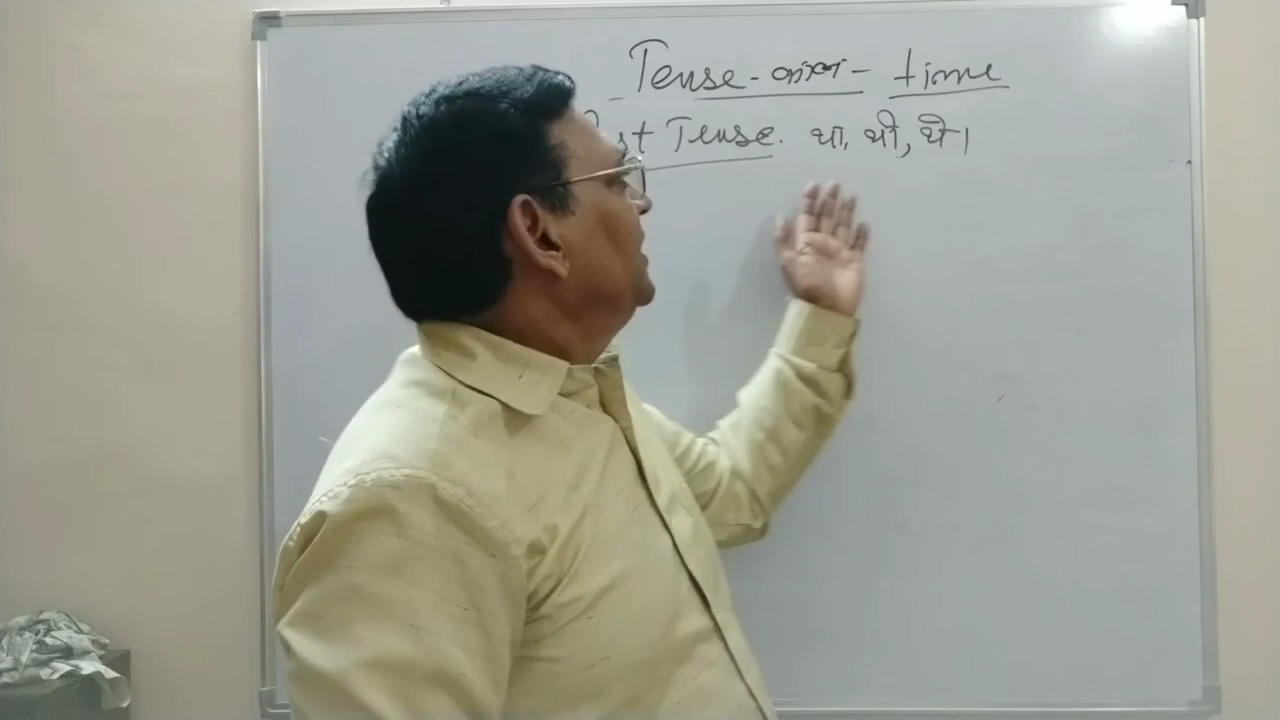 Tense - काल - time
Tense. था, थी, थे।